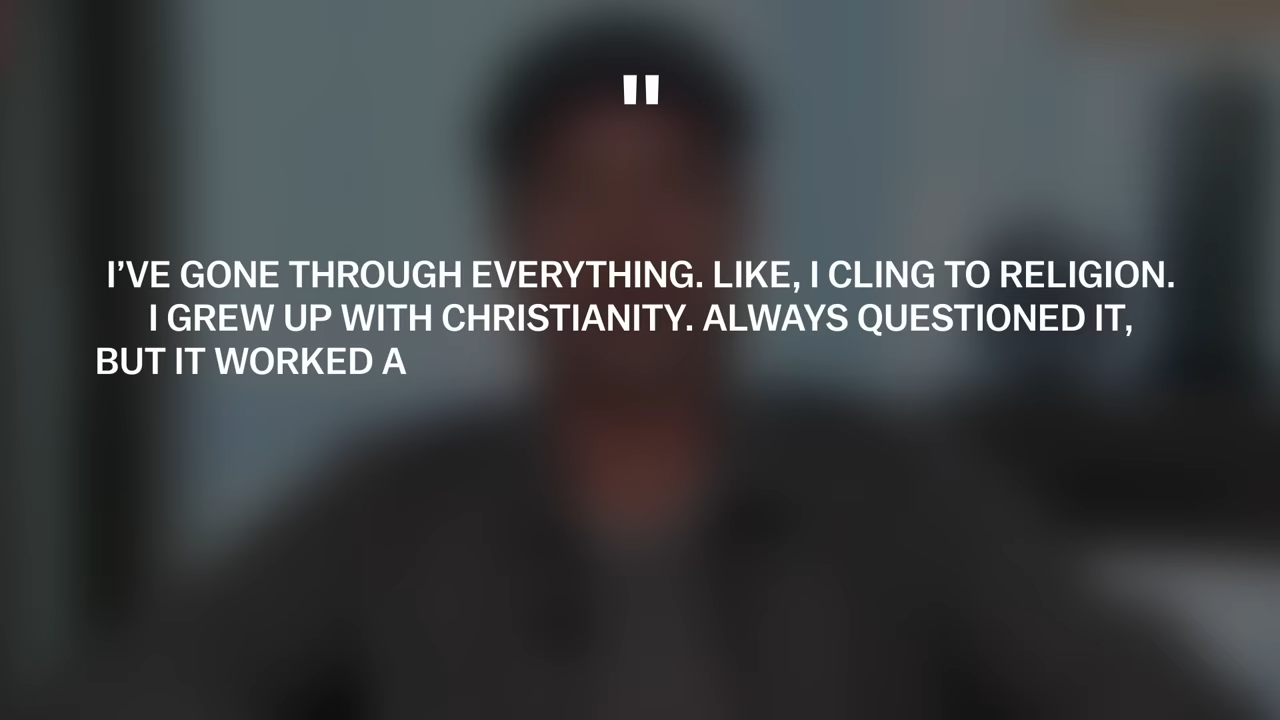 "
I’VE GONE THROUGH EVERYTHING. LIKE, I CLING TO RELIGION.
I GREW UP WITH CHRISTIANITY. ALWAYS QUESTIONED IT,
BUT IT WORKED A